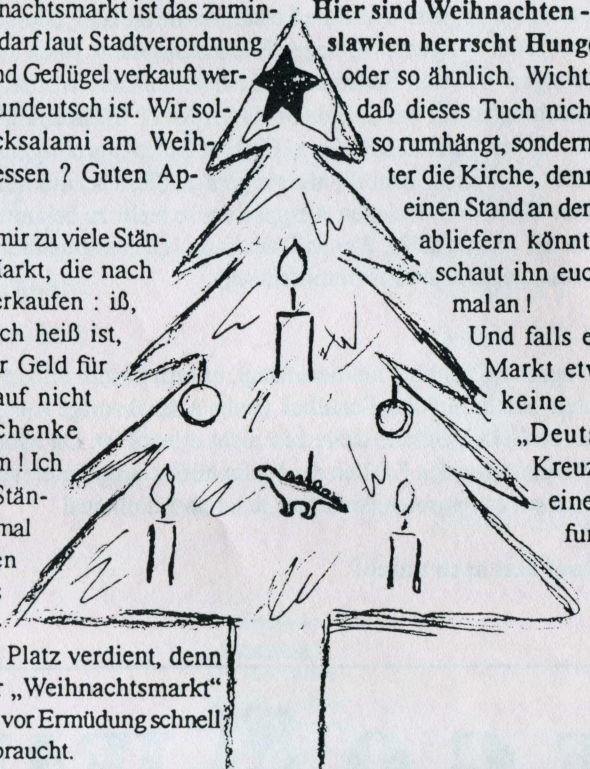 nachtsmarkt ist das zumin-
darf laut Stadtverordnung
nd Geflügel verkauft wer-
undeutsch ist. Wir sol-
cksalami am Weih-
essen ? Guten Ap-
mir zu viele Stän-
Markt, die nach
erkaufen : iß,
ch heiß ist,
r Geld für
auf nicht
chenke
n ! Ich
Stän-
mal
en
Platz verdient, denn
r „Weihnachtsmarkt“
vor Ermüdung schnell
braucht.
Hier sind Weihnachten -
slawien herrscht Hunge
oder so ähnlich. Wicht
daß dieses Tuch nich
so rumhängt, sondern
ter die Kirche, denn
einen Stand an der
abliefern könnt
schaut ihn euc
mal an !
Und falls e
Markt etw
keine
„Deuts
Kreuz
eine
fun